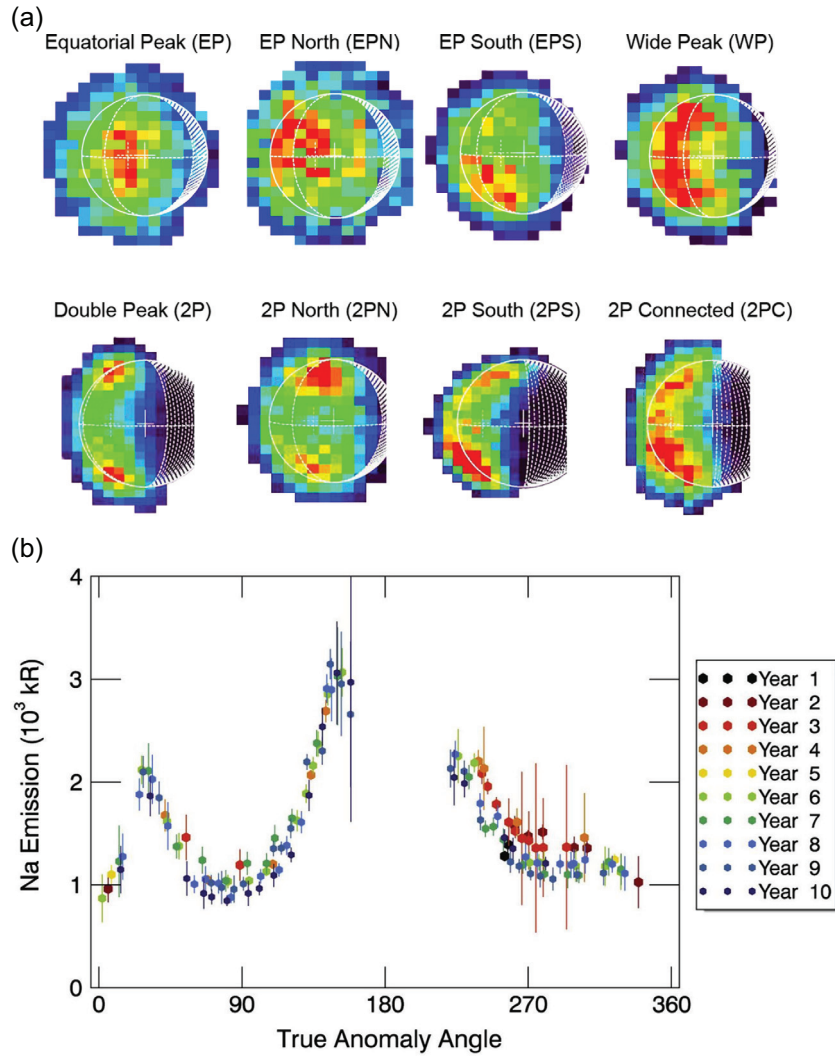 (a)
Equatorial Peak (EP) EP North (EPN) EP South (EPS) Wide Peak (WP)
Double Peak (2P) 2P North (2PN) 2P South (2PS) 2P Connected (2PC)
(b)
4
3
2
1
0
Na Emission (10³ kR)
0 90 180 270 360
True Anomaly Angle
Year 1
Year 2
Year 3
Year 4
Year 5
Year 6
Year 7
Year 8
Year 9
Year 10